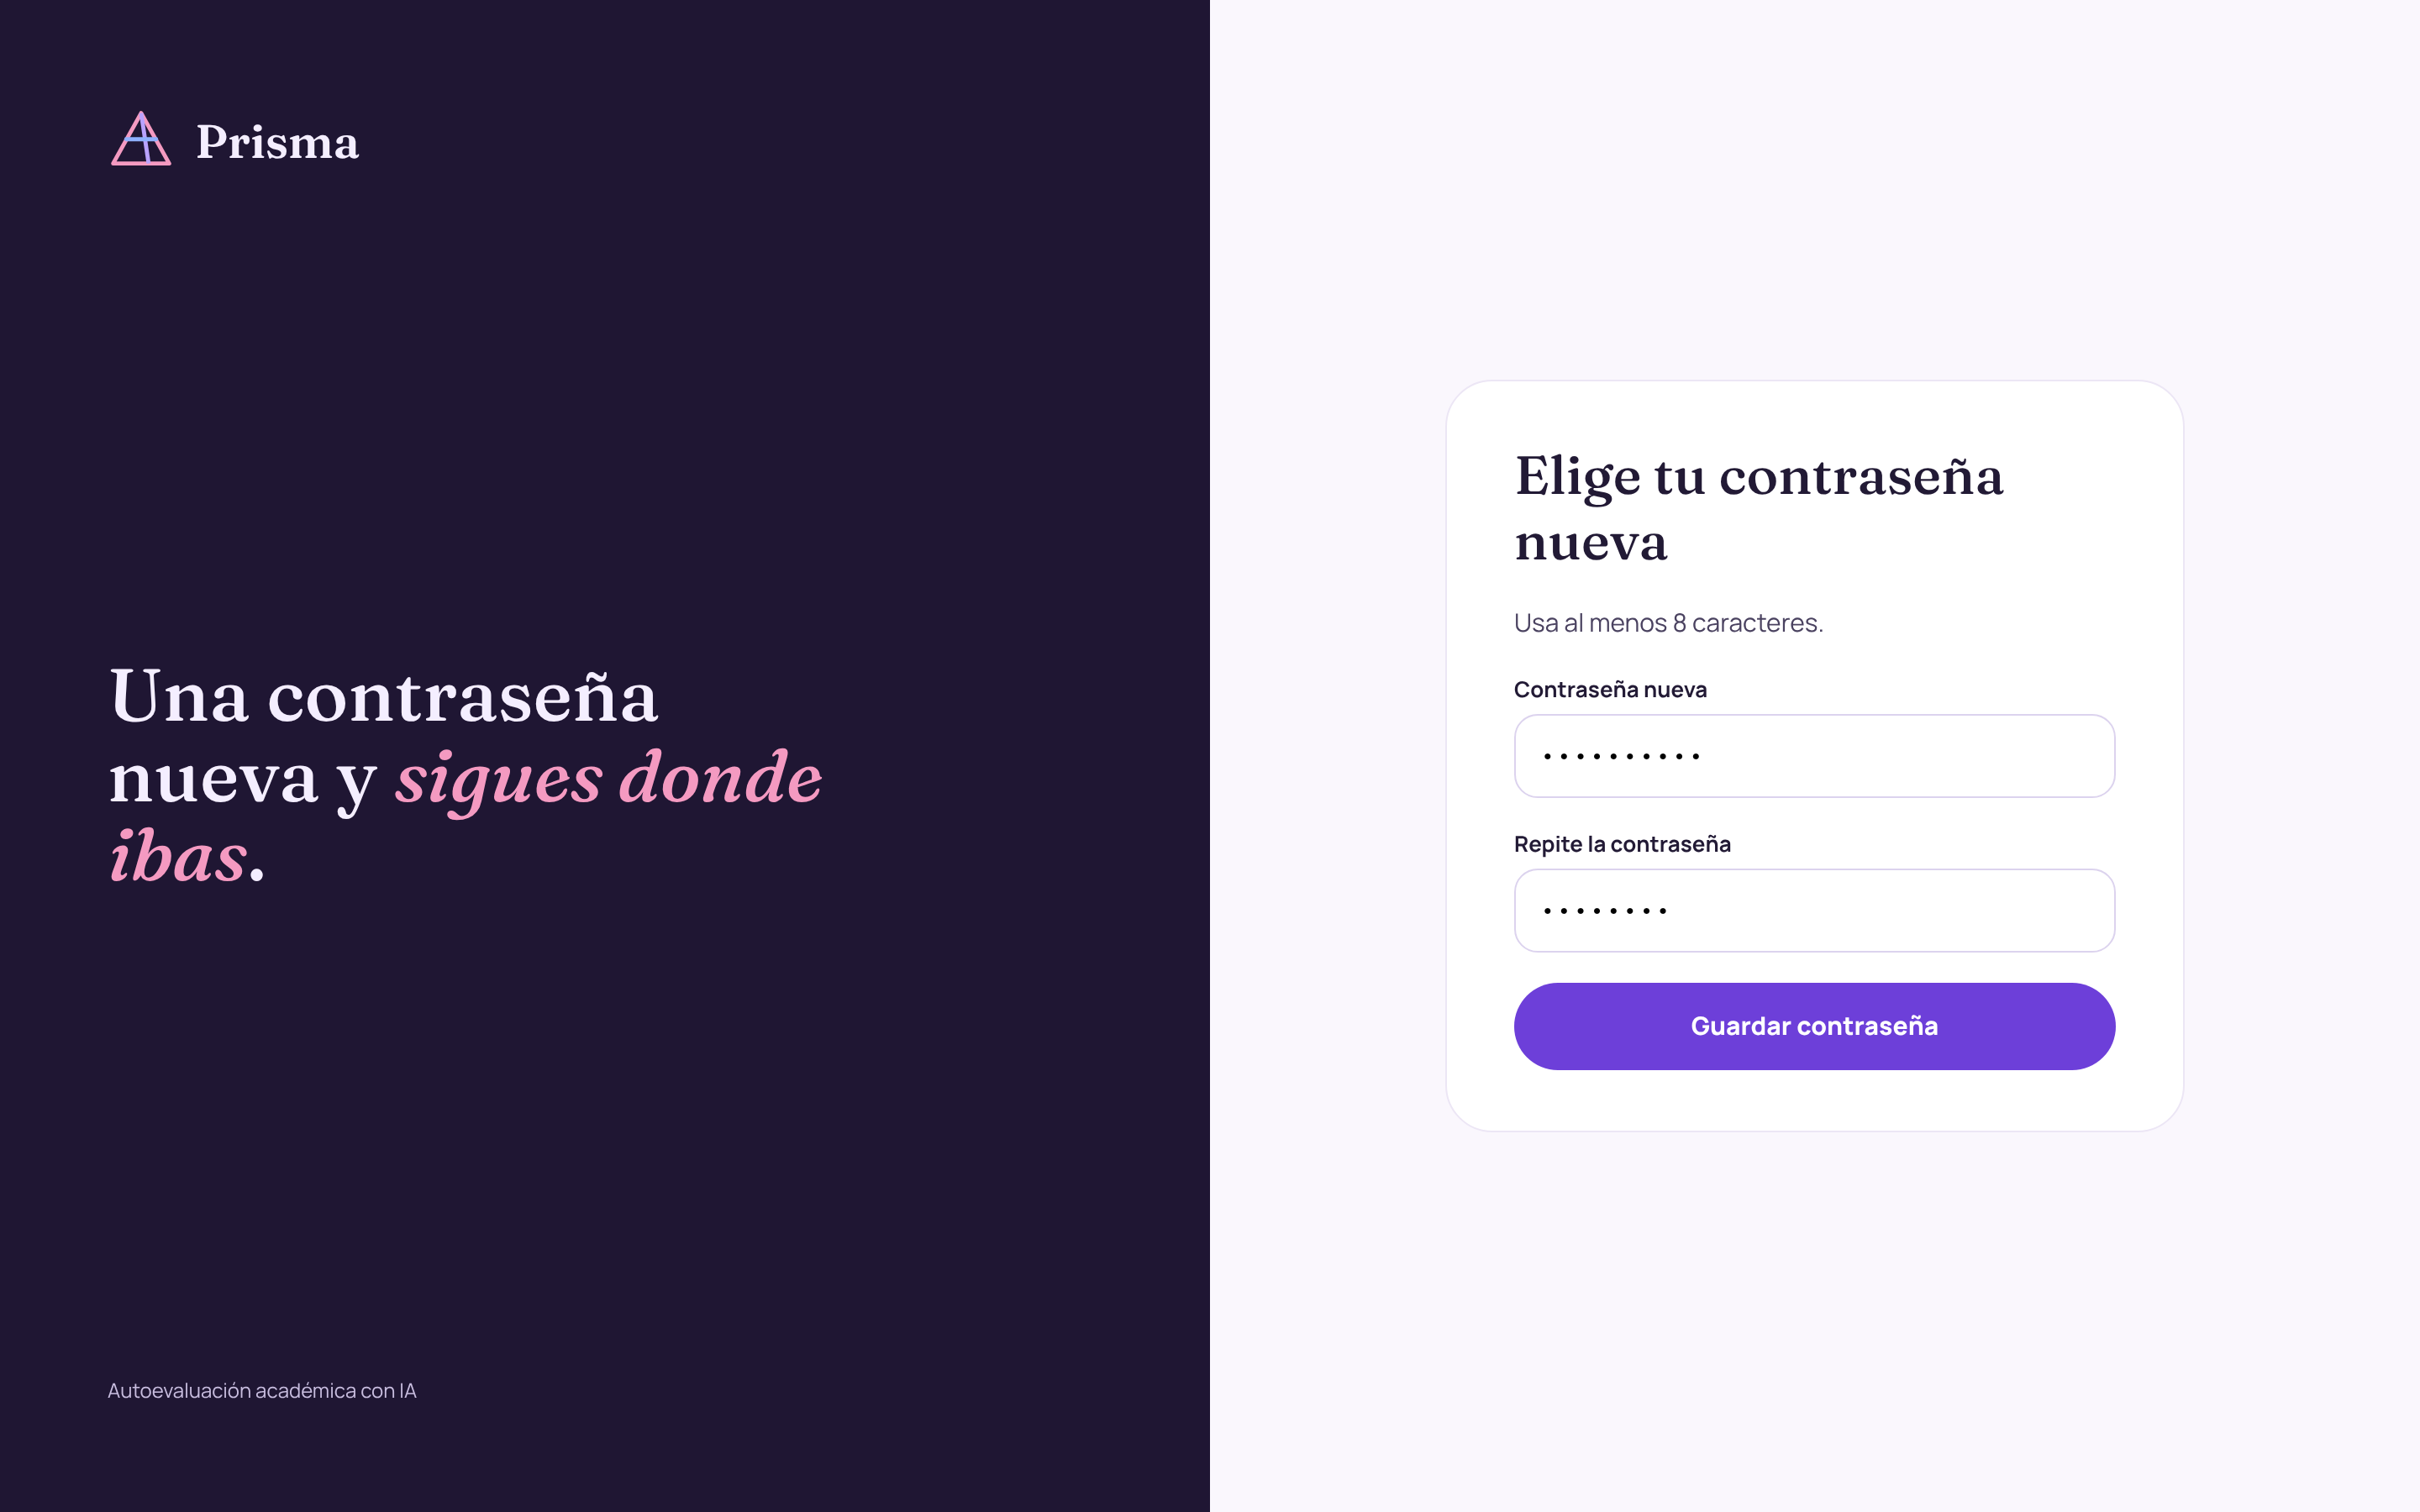 Prisma
Una contraseña
nueva y sigues donde
ibas.
Autoevaluación académica con IA
Elige tu contraseña
nueva
Usa al menos 8 caracteres.
Contraseña nueva
••••••••••
Repite la contraseña
••••••••
Guardar contraseña